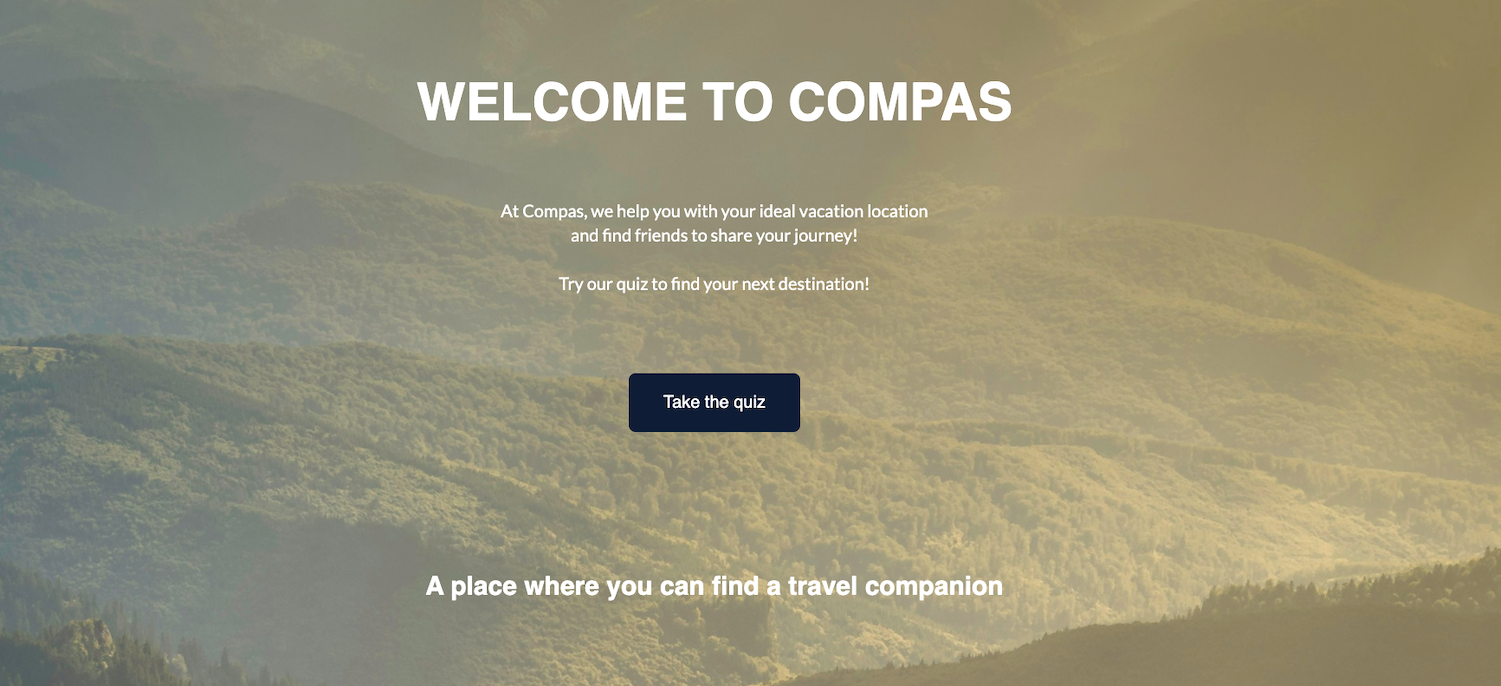 WELCOME TO COMPAS
At Compas, we help you with your ideal vacation location
and find friends to share your journey!
Try our quiz to find your next destination!
Take the quiz
A place where you can find a travel companion